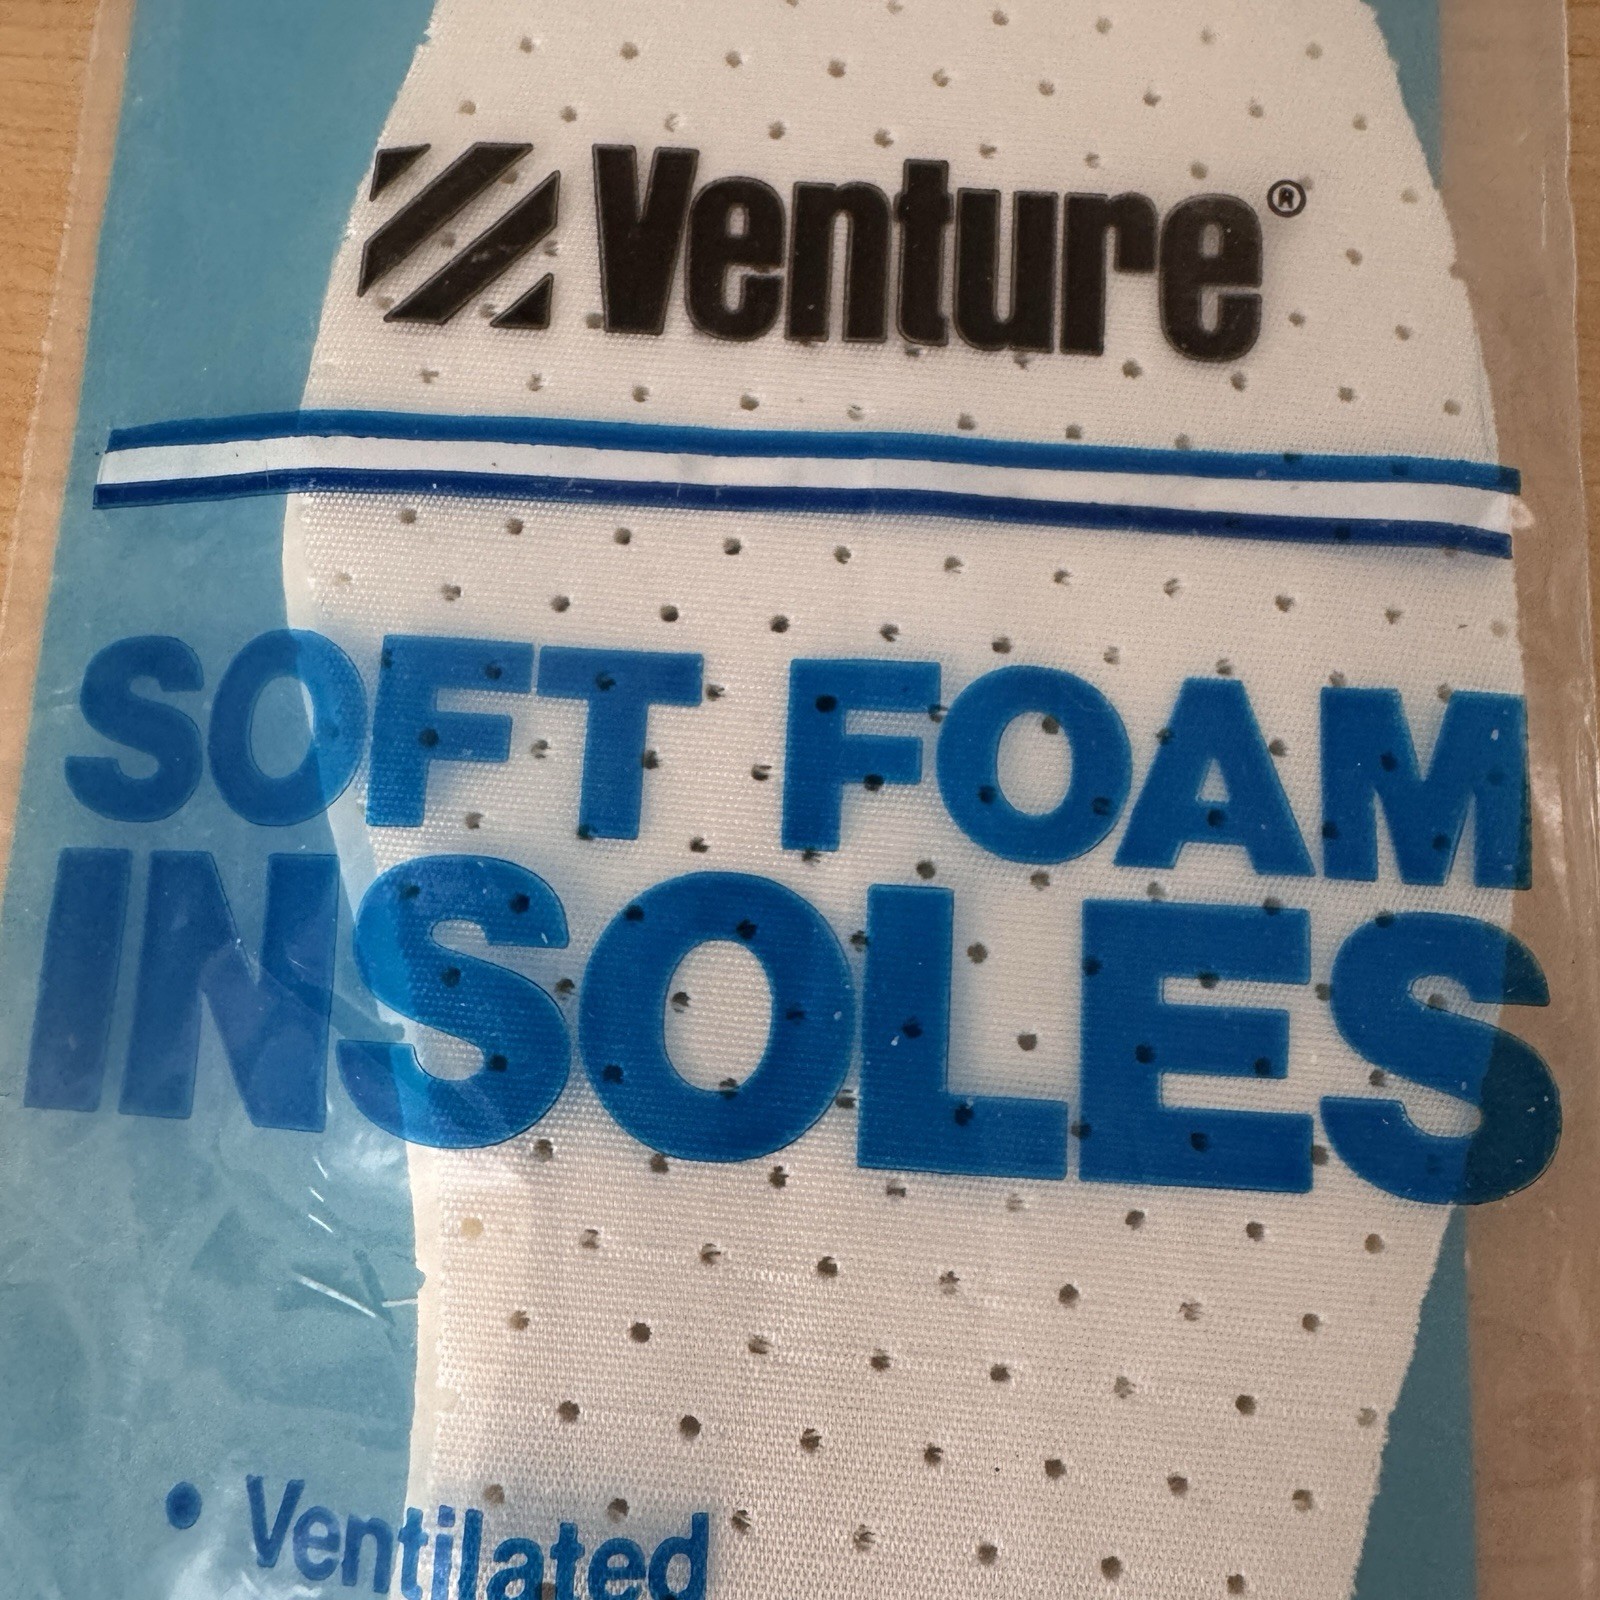 Venture®
SOFT FOAM
INSOLES
• Ventilated